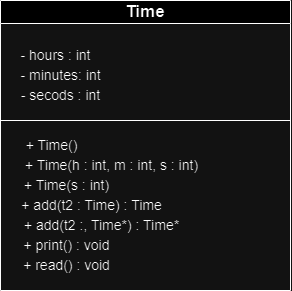 Time
- hours : int
- minutes: int
- secods : int
+ Time()
+ Time(h : int, m : int, s : int)
+ Time(s : int)
+ add(t2 : Time) : Time
+ add(t2 :, Time*) : Time*
+ print() : void
+ read() : void